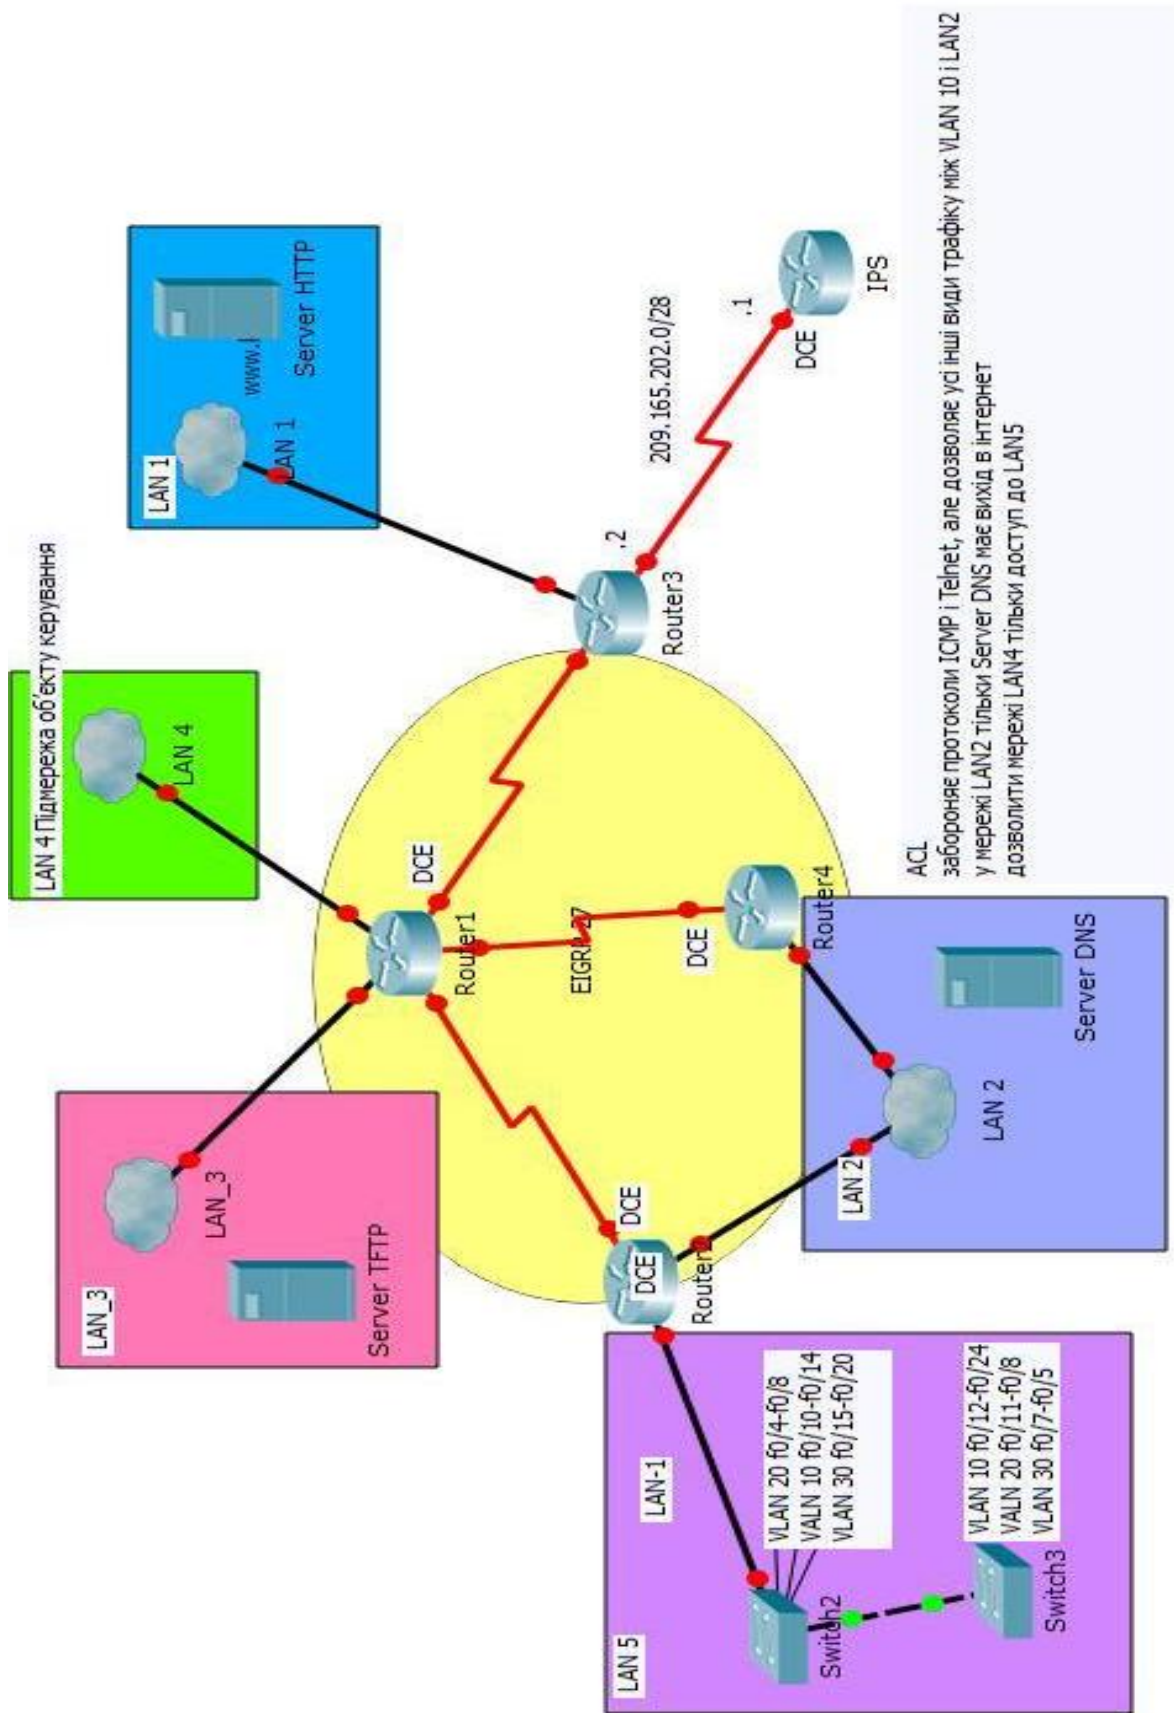 LAN_3
LAN_3
Server TFTP
LAN 4 Підмережа об'єкту керування
LAN 4
LAN 1
LAN 1
www.
Server HTTP
DCE
Router1
EIGRP 27
DCE
Router4
.2
Router3
209.165.202.0/28
.1
DCE
IPS
DCE
DCE
Router
LAN 2
LAN 2
Server DNS
LAN 5
LAN-1
VLAN 20 f0/4-f0/8
VALN 10 f0/10-f0/14
VLAN 30 f0/15-f0/20
Switch2
VLAN 10 f0/12-f0/24
VALN 20 f0/11-f0/8
VLAN 30 f0/7-f0/5
Switch3
ACL
забороняє протоколи ICMP і Telnet, але дозволяє усі інші види трафіку між VLAN 10 і LAN2
у мережі LAN2 тільки Server DNS має вихід в інтернет
дозволити мережі LAN4 тільки доступ до LAN5